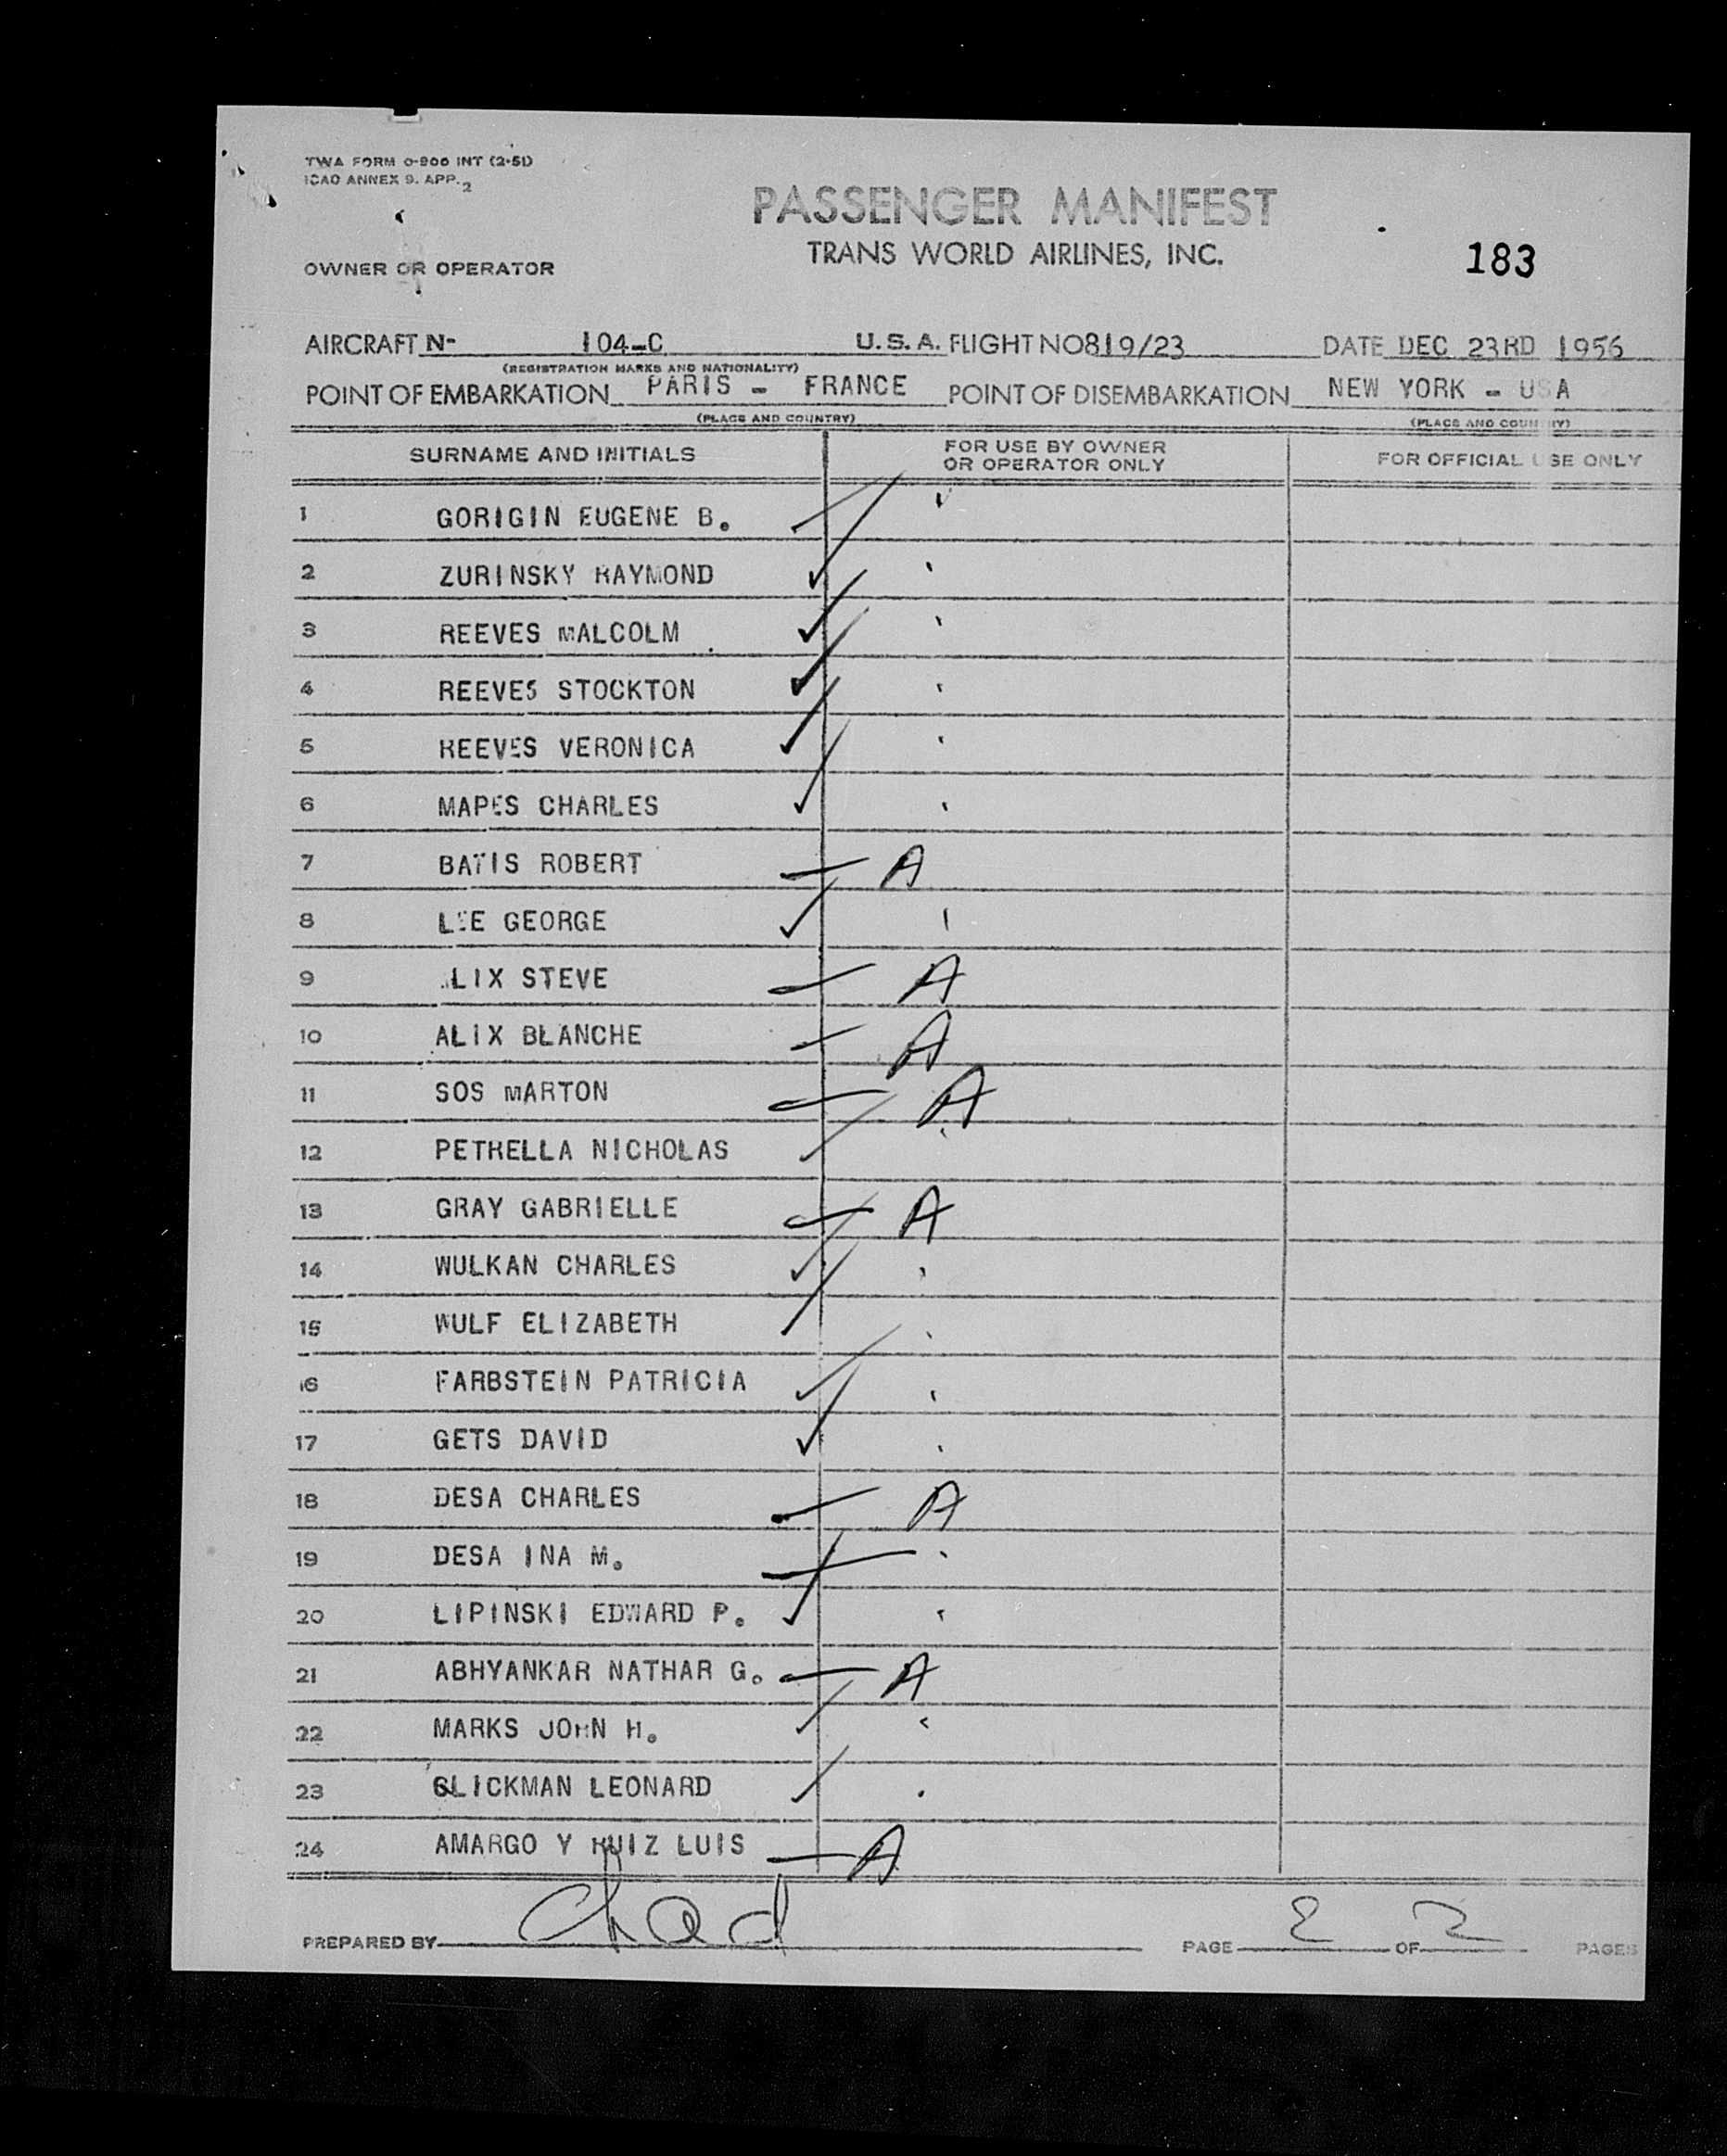 TWA FORM 0-900 INT (2-51)
ICAO ANNEX 9. APP. 2
PASSENGER MANIFEST
TRANS WORLD AIRLINES, INC.
183
OWNER OR OPERATOR
AIRCRAFT N- 104-C U.S.A. FLIGHT NO 819/23 DATE DEC 23RD 1956
(REGISTRATION MARKS AND NATIONALITY)
POINT OF EMBARKATION PARIS - FRANCE POINT OF DISEMBARKATION NEW YORK - USA
(PLACE AND COUNTRY) (PLACE AND COUNTRY)
SURNAME AND INITIALS FOR USE BY OWNER OR OPERATOR ONLY FOR OFFICIAL USE ONLY
1 GORIGIN EUGENE B.
2 ZURINSKY RAYMOND
3 REEVES MALCOLM
4 REEVES STOCKTON
5 REEVES VERONICA
6 MAPES CHARLES
7 BATIS ROBERT A
8 LEE GEORGE
9 ALIX STEVE A
10 ALIX BLANCHE A
11 SOS MARTON A
12 PETRELLA NICHOLAS
13 GRAY GABRIELLE A
14 WULKAN CHARLES
15 WULF ELIZABETH
16 FARBSTEIN PATRICIA
17 GETS DAVID
18 DESA CHARLES A
19 DESA INA M.
20 LIPINSKI EDWARD P.
21 ABHYANKAR NATHAR G. A
22 MARKS JOHN H.
23 GLICKMAN LEONARD
24 AMARGO Y RUIZ LUIS A
PREPARED BY PAGE 2 OF 2 PAGES